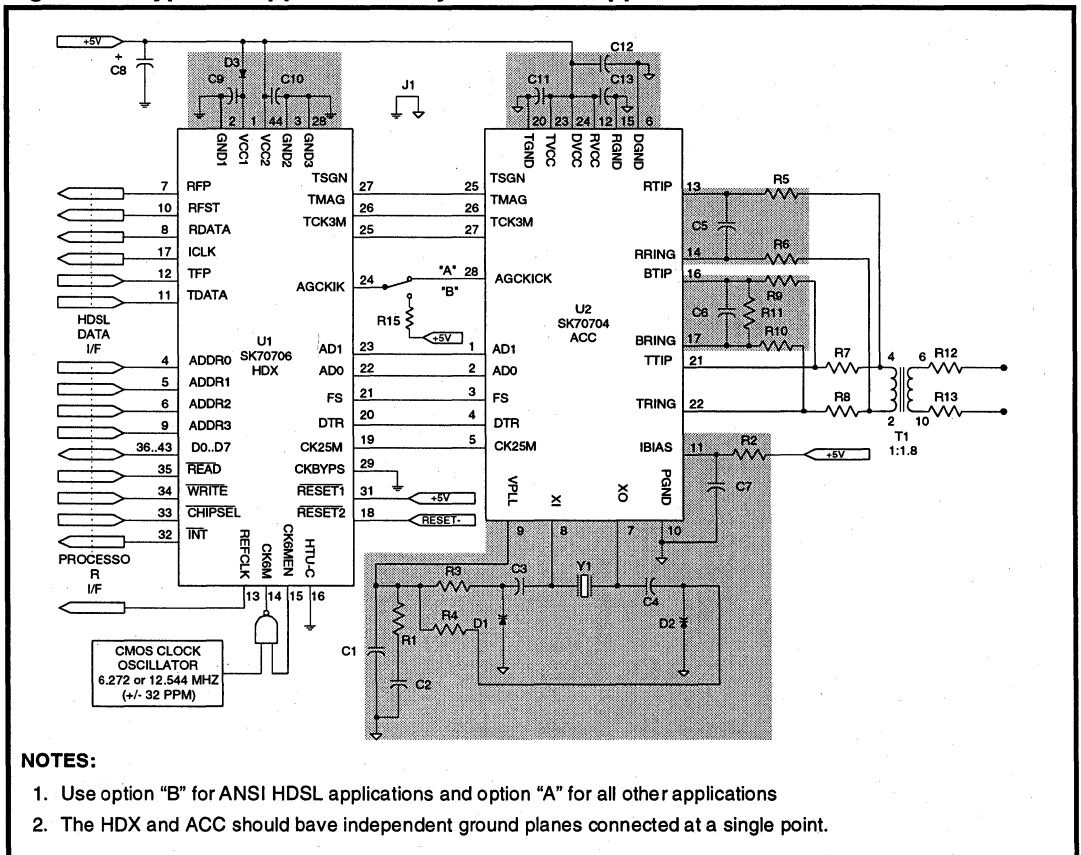 +5V
+
C8
D3
C9
C10
2
1
44
3
28
GND1
VCC1
VCC2
GND2
GND3
J1
C12
C11
C13
20
23
24
12
15
6
TGND
TVCC
DVCC
RVCC
RGND
DGND
7
RFP
10
RFST
8
RDATA
17
ICLK
12
TFP
11
TDATA
HDSL
DATA
I/F
4
ADDR0
5
ADDR1
6
ADDR2
9
ADDR3
36..43
D0..D7
35
READ
34
WRITE
33
CHIPSEL
32
INT
PROCESSO
R
I/F
U1
SK70706
HDX
TSGN
27
TMAG
26
TCK3M
25
AGCKIK
24
"A"
"B"
R15
+5V
AD1
23
AD0
22
FS
21
DTR
20
CK25M
19
CKBYPS
29
RESET1
31
+5V
RESET2
18
RESET-
REFCLK
CK6M
CK6MEN
HTU-C
13
14
15
16
CMOS CLOCK
OSCILLATOR
6.272 or 12.544 MHZ
(+/- 32 PPM)
TSGN
25
TMAG
26
TCK3M
27
28
AGCKICK
U2
SK70704
ACC
1
AD1
2
AD0
3
FS
4
DTR
5
CK25M
RTIP
13
R5
C5
R6
RRING
14
BTIP
16
R9
C6
R11
R10
BRING
17
TTIP
21
R7
TRING
22
R8
4
2
6
10
T1
1:1.8
R12
R13
IBIAS
11
R2
+5V
C7
VPLL
XI
XO
PGND
9
8
7
10
R3
C3
Y1
C4
R4
R1
D1
D2
C1
C2
NOTES:
1. Use option "B" for ANSI HDSL applications and option "A" for all other applications
2. The HDX and ACC should bave independent ground planes connected at a single point.